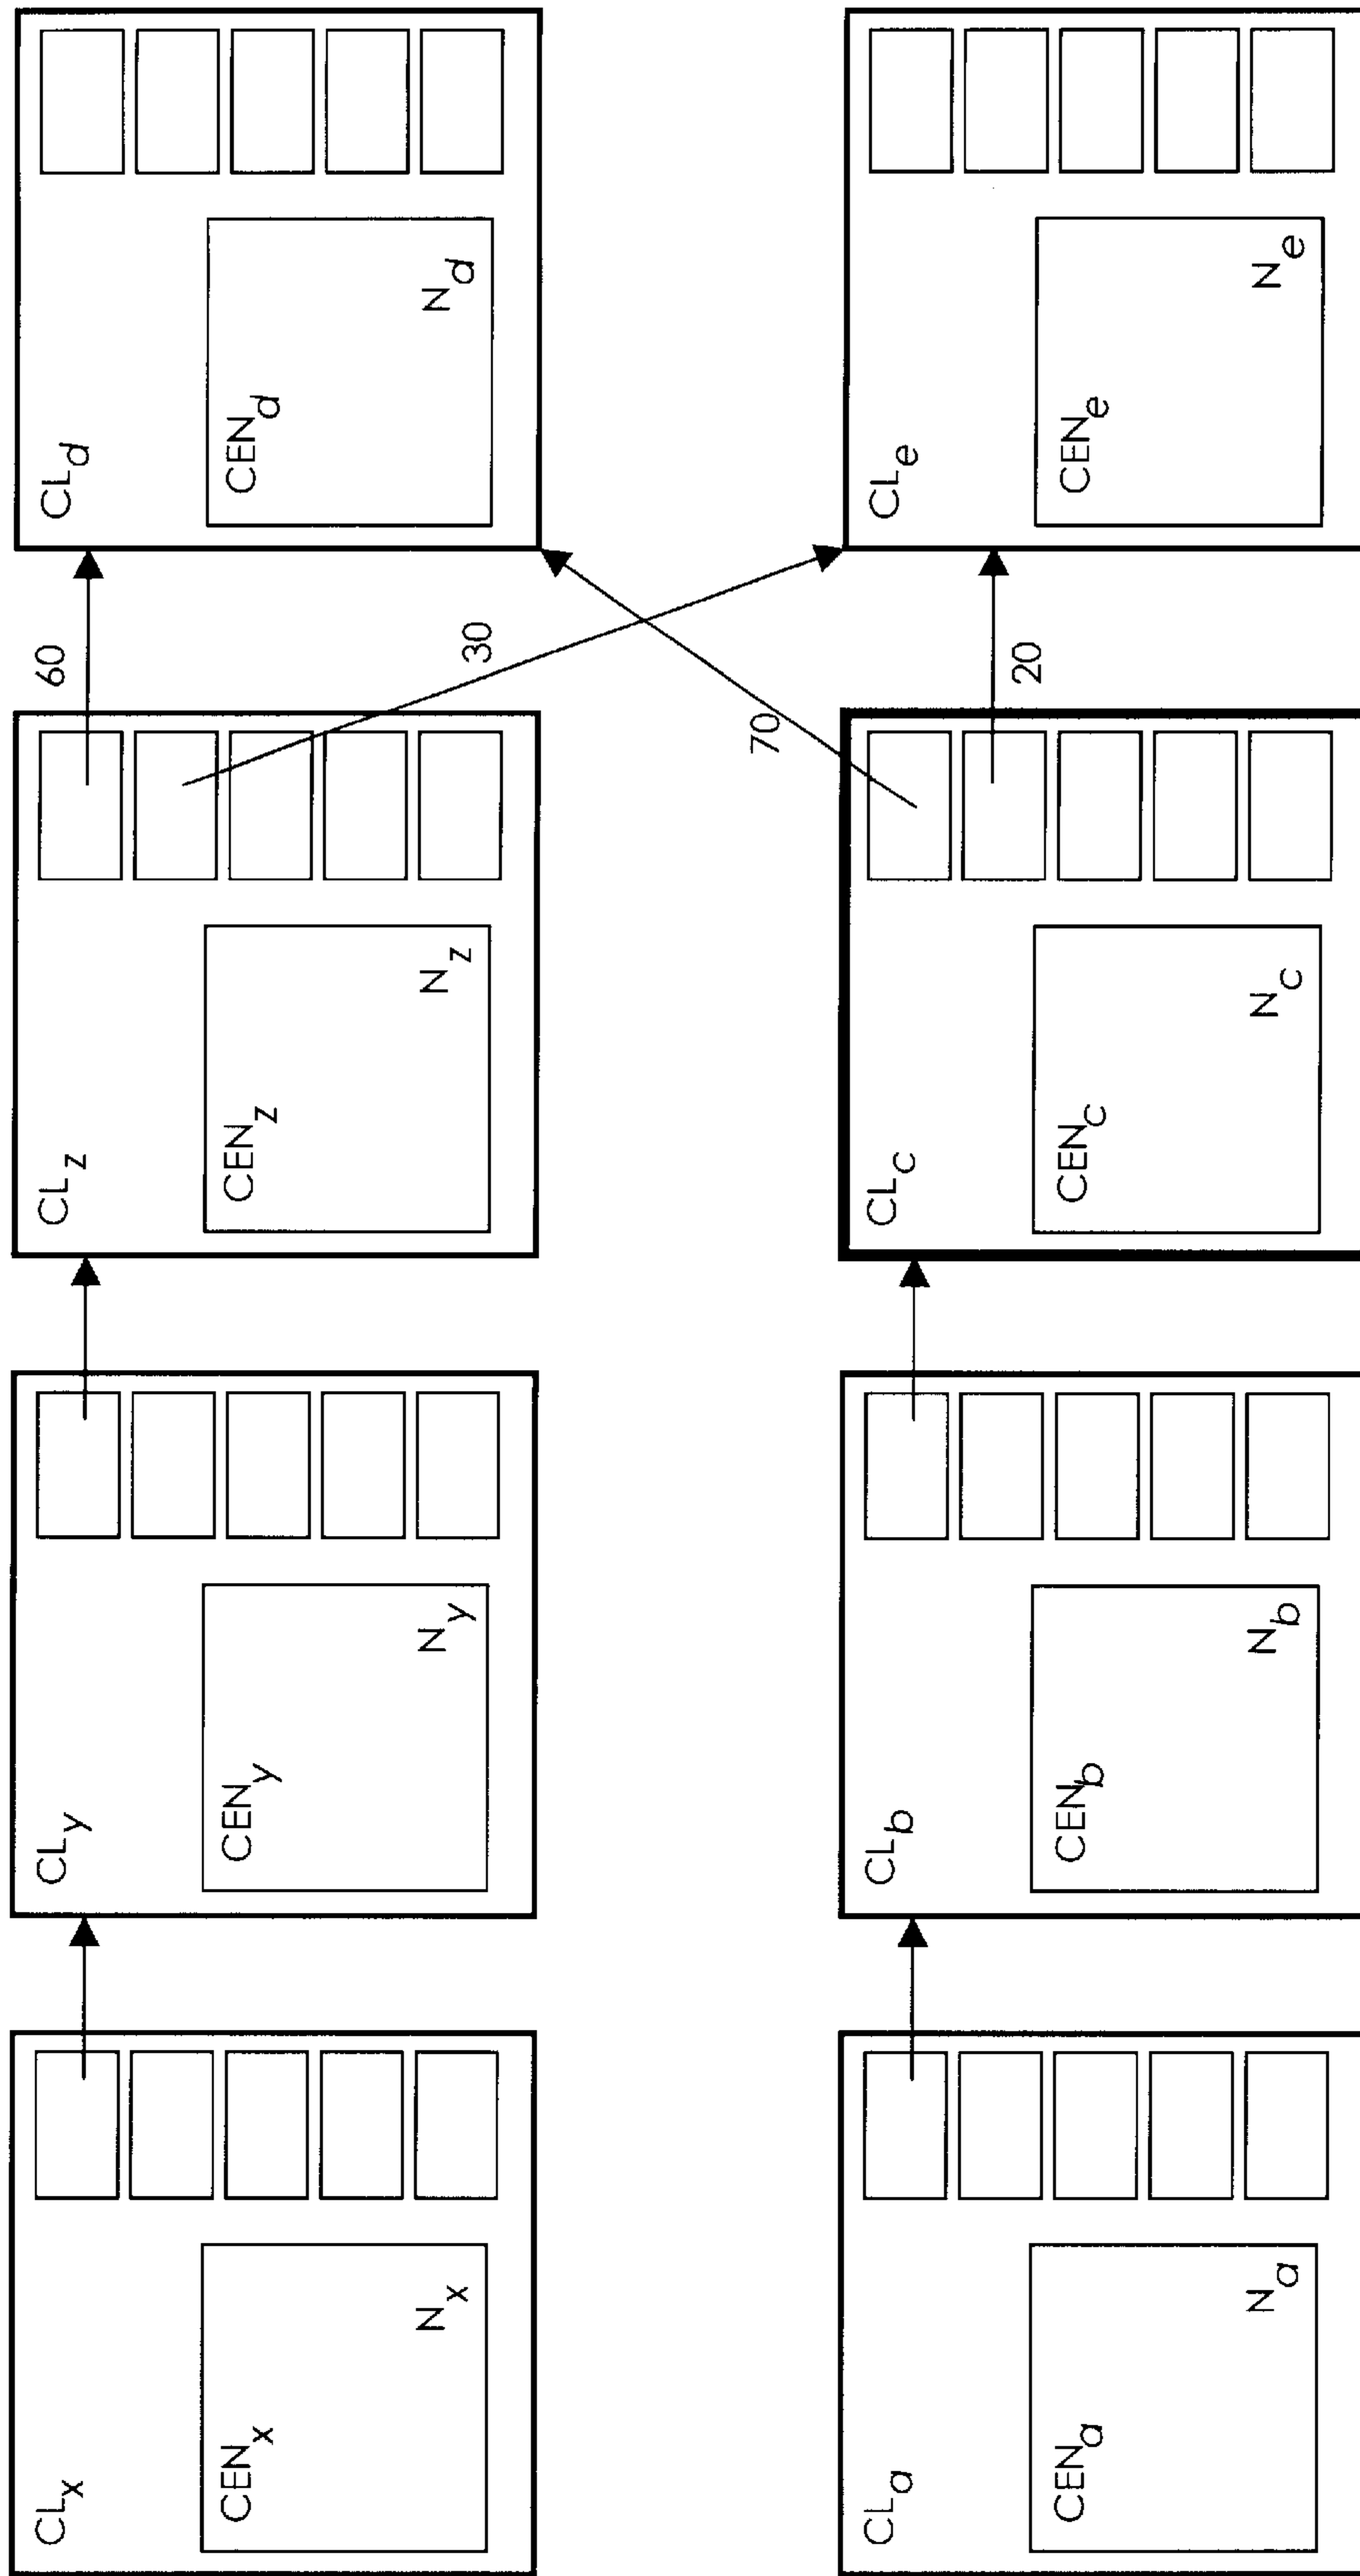 CLx
CENx
Nx
CLy
CENy
Ny
CLz
CENz
Nz
60
30
CLd
CENd
Nd
CLa
CENa
Na
CLb
CENb
Nb
CLc
CENc
Nc
70
20
CLe
CENe
Ne